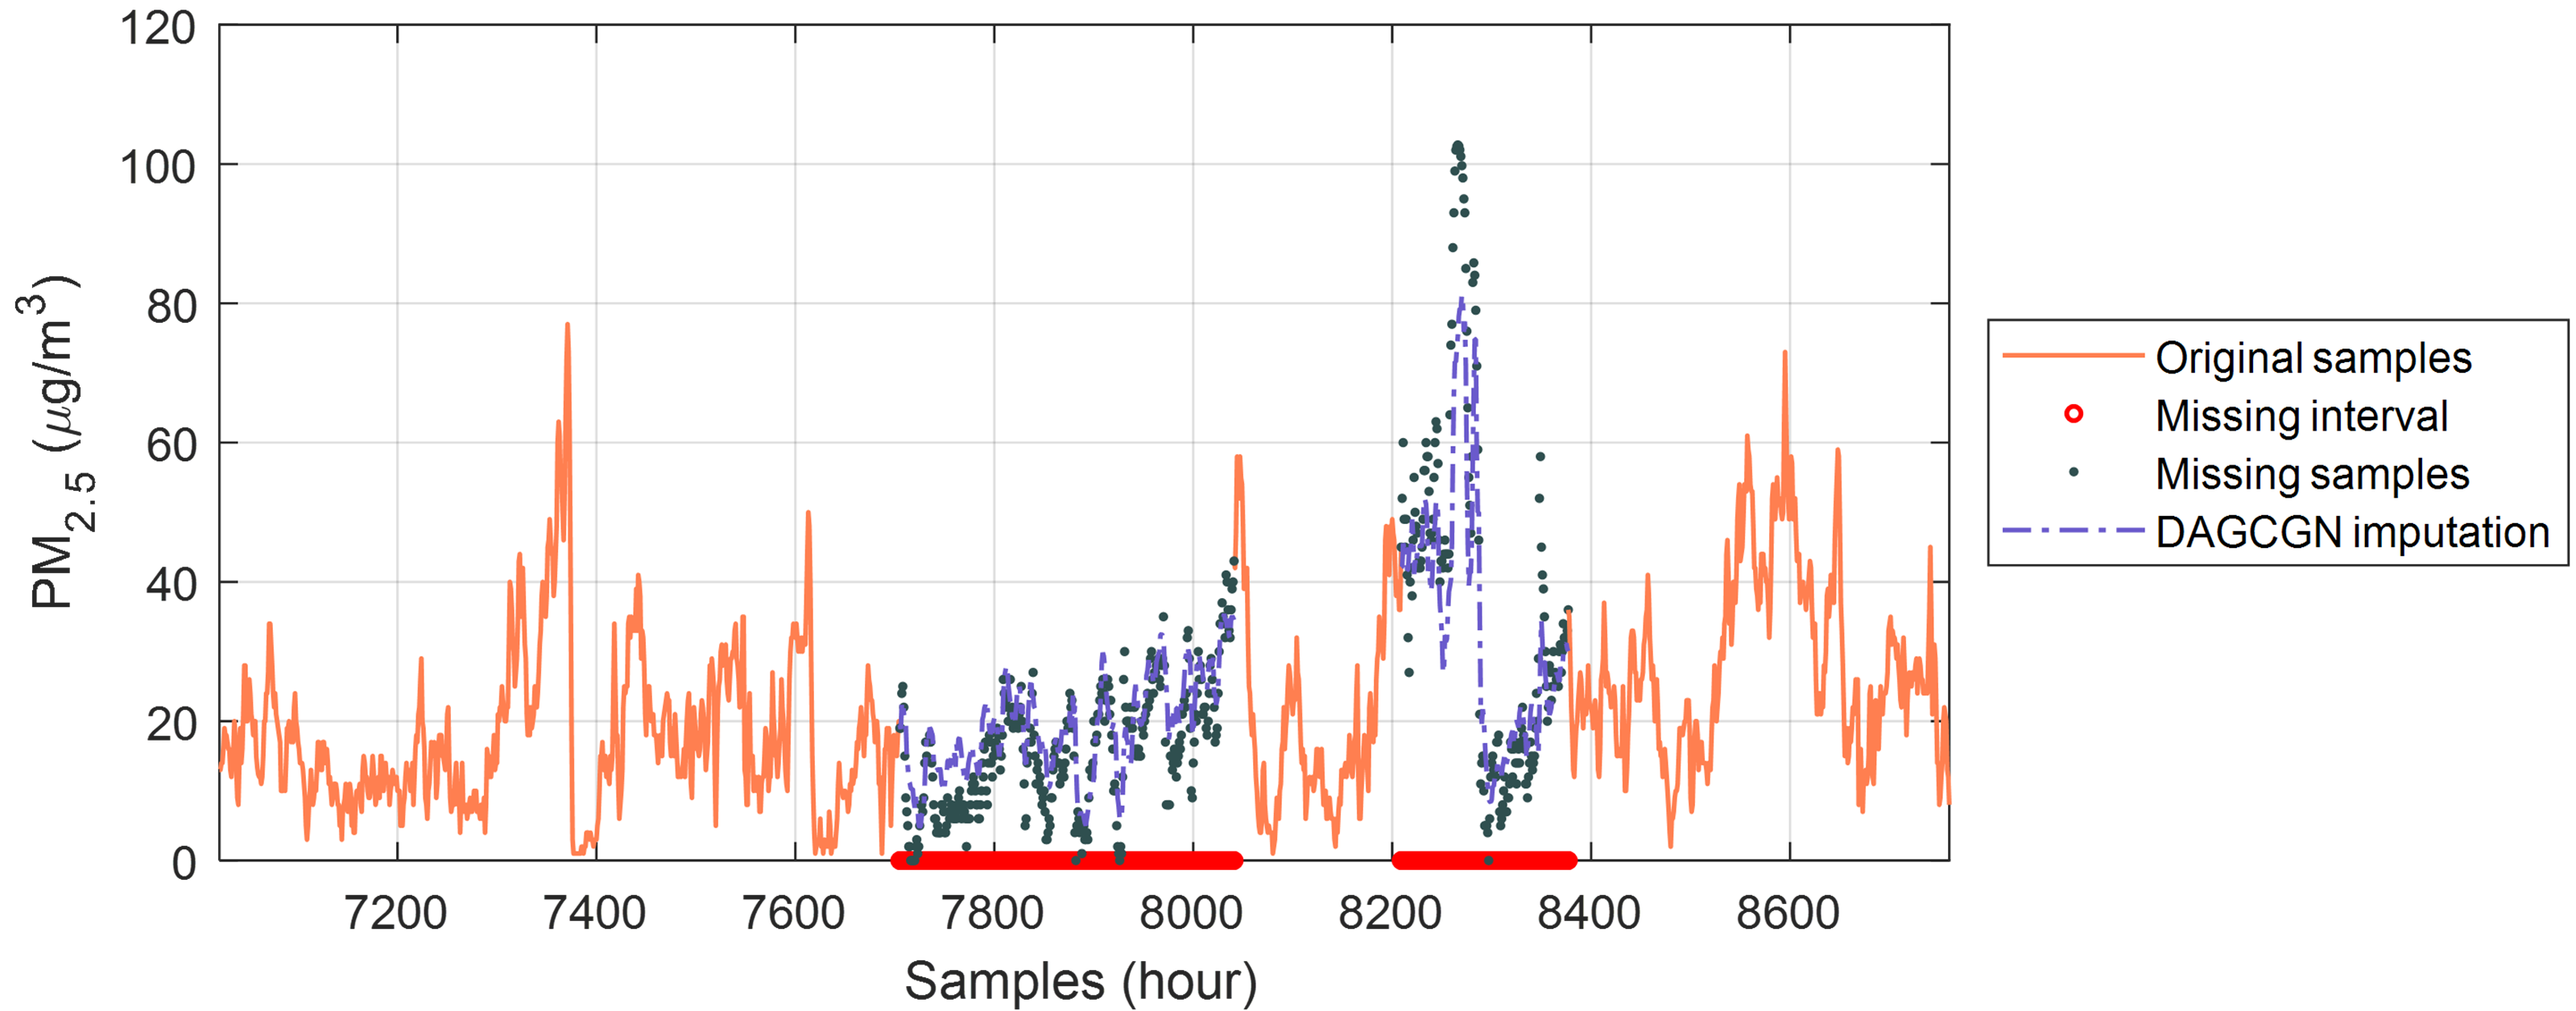 120
100
80
60
40
20
0
PM2.5 (μg/m3)
7200 7400 7600 7800 8000 8200 8400 8600
Samples (hour)
Original samples
Missing interval
Missing samples
DAGCGN imputation